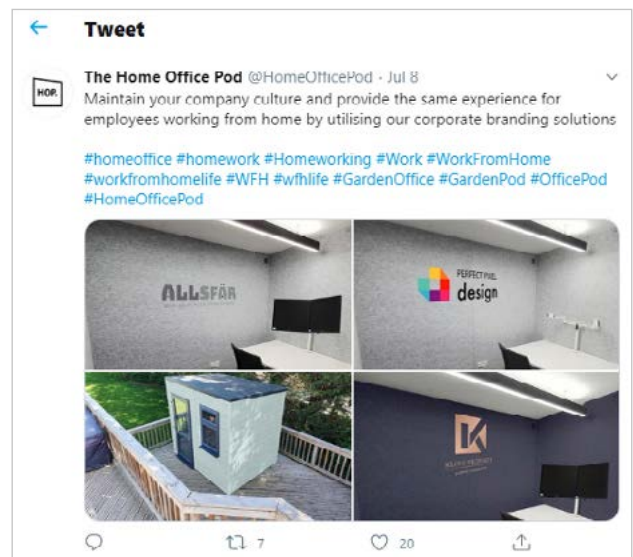 Tweet
The Home Office Pod @HomeOfficePod · Jul 8
HOP.
Maintain your company culture and provide the same experience for
employees working from home by utilising our corporate branding solutions
#homeoffice #homework #Homeworking #Work #WorkFromHome
#workfromhomelife #WFH #wfhlife #GardenOffice #GardenPod #OfficePod
#HomeOfficePod
ALLSFÄR
PERFECT PIXEL
design
K
7
20